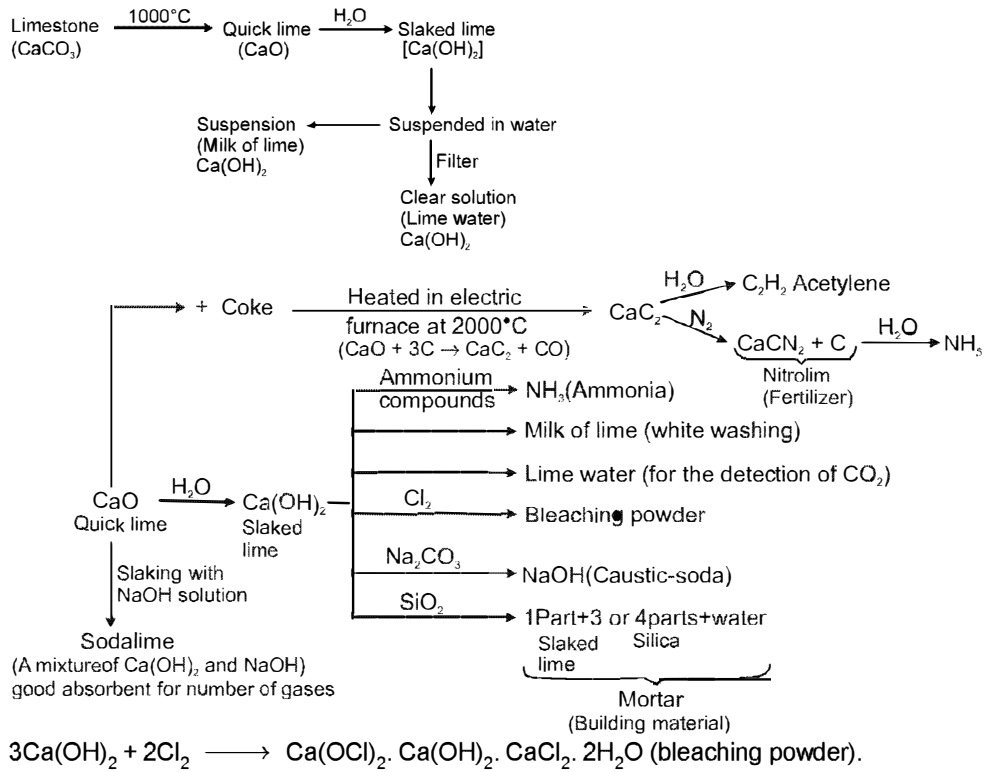 Limestone 1000°C Quick lime H₂O Slaked lime
(CaCO₃) (CaO) [Ca(OH)₂]
Suspension Suspended in water
(Milk of lime)
Ca(OH)₂
Filter
Clear solution
(Lime water)
Ca(OH)₂
+ Coke Heated in electric CaC₂ H₂O C₂H₂ Acetylene
furnace at 2000°C N₂ CaCN₂ + C H₂O NH₃
(CaO + 3C → CaC₂ + CO)
Nitrolim
(Fertilizer)
Ammonium
compounds NH₃(Ammonia)
Milk of lime (white washing)
Lime water (for the detection of CO₂)
CaO H₂O Ca(OH)₂ Cl₂ Bleaching powder
Quick lime Slaked
lime
Na₂CO₃ NaOH(Caustic-soda)
Slaking with
NaOH solution
SiO₂ 1Part+3 or 4parts+water
Slaked Silica
lime
Sodalime
(A mixtureof Ca(OH)₂ and NaOH)
good absorbent for number of gases
Mortar
(Building material)
3Ca(OH)₂ + 2Cl₂ ⟶ Ca(OCl)₂. Ca(OH)₂. CaCl₂. 2H₂O (bleaching powder).